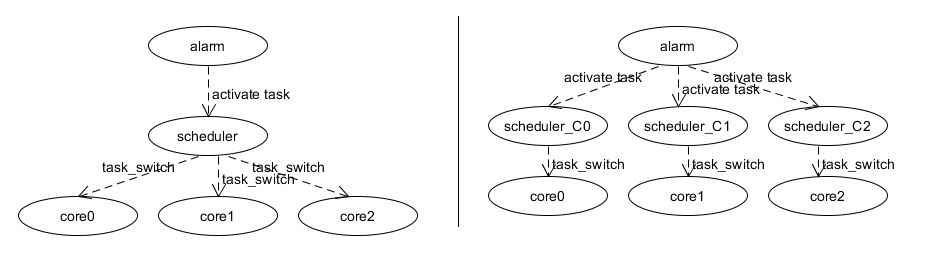 alarm
activate task
scheduler
task_switch
task_switch
task_switch
core0
core1
core2
alarm
activate task
activate task
activate task
scheduler_C0
scheduler_C1
scheduler_C2
task_switch
task_switch
task_switch
core0
core1
core2